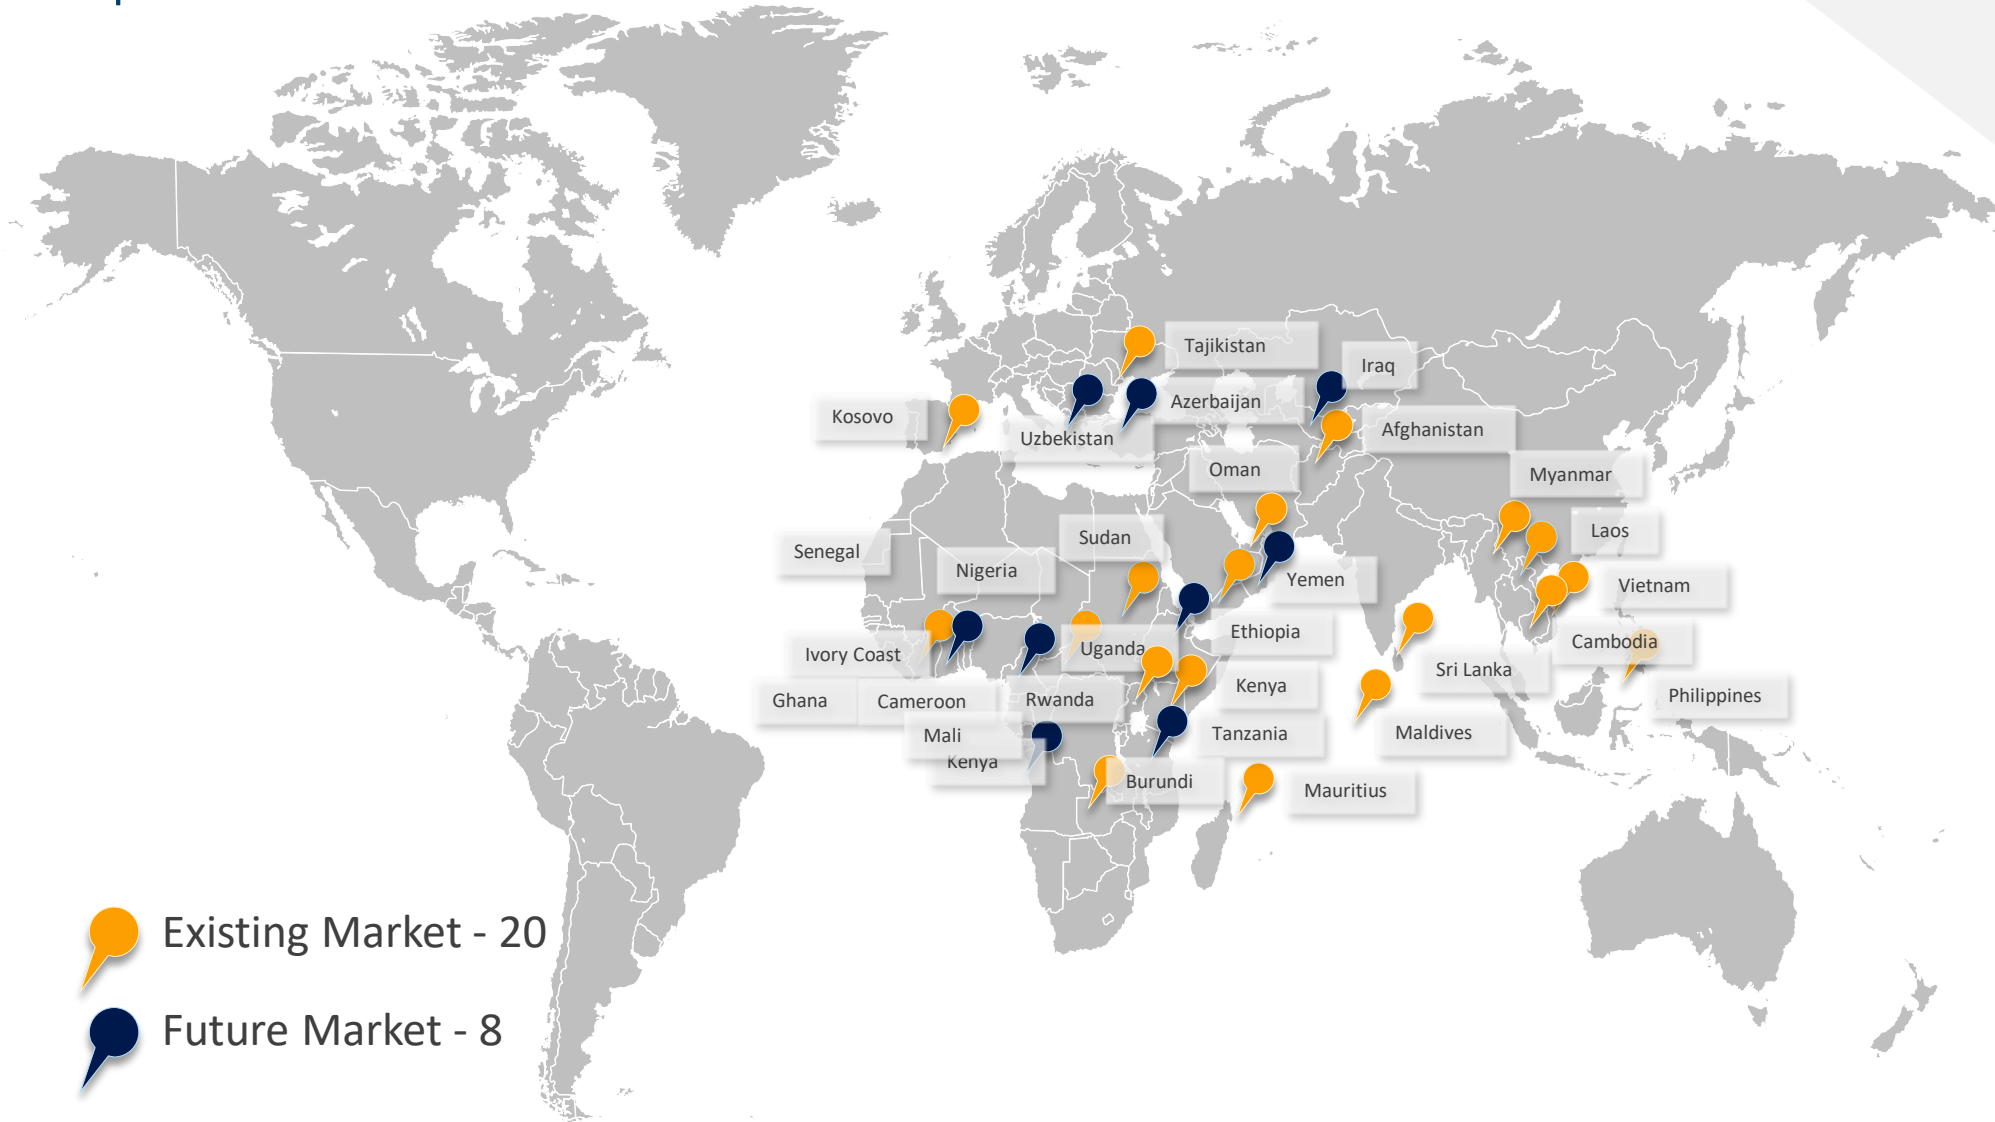 Tajikistan
Iraq
Azerbaijan
Kosovo
Afghanistan
Uzbekistan
Oman
Myanmar
Laos
Sudan
Senegal
Nigeria
Yemen
Vietnam
Ethiopia
Cambodia
Uganda
Ivory Coast
Sri Lanka
Kenya
Philippines
Ghana
Cameroon
Rwanda
Mali
Tanzania
Maldives
Kenya
Burundi
Mauritius
Existing Market - 20
Future Market - 8